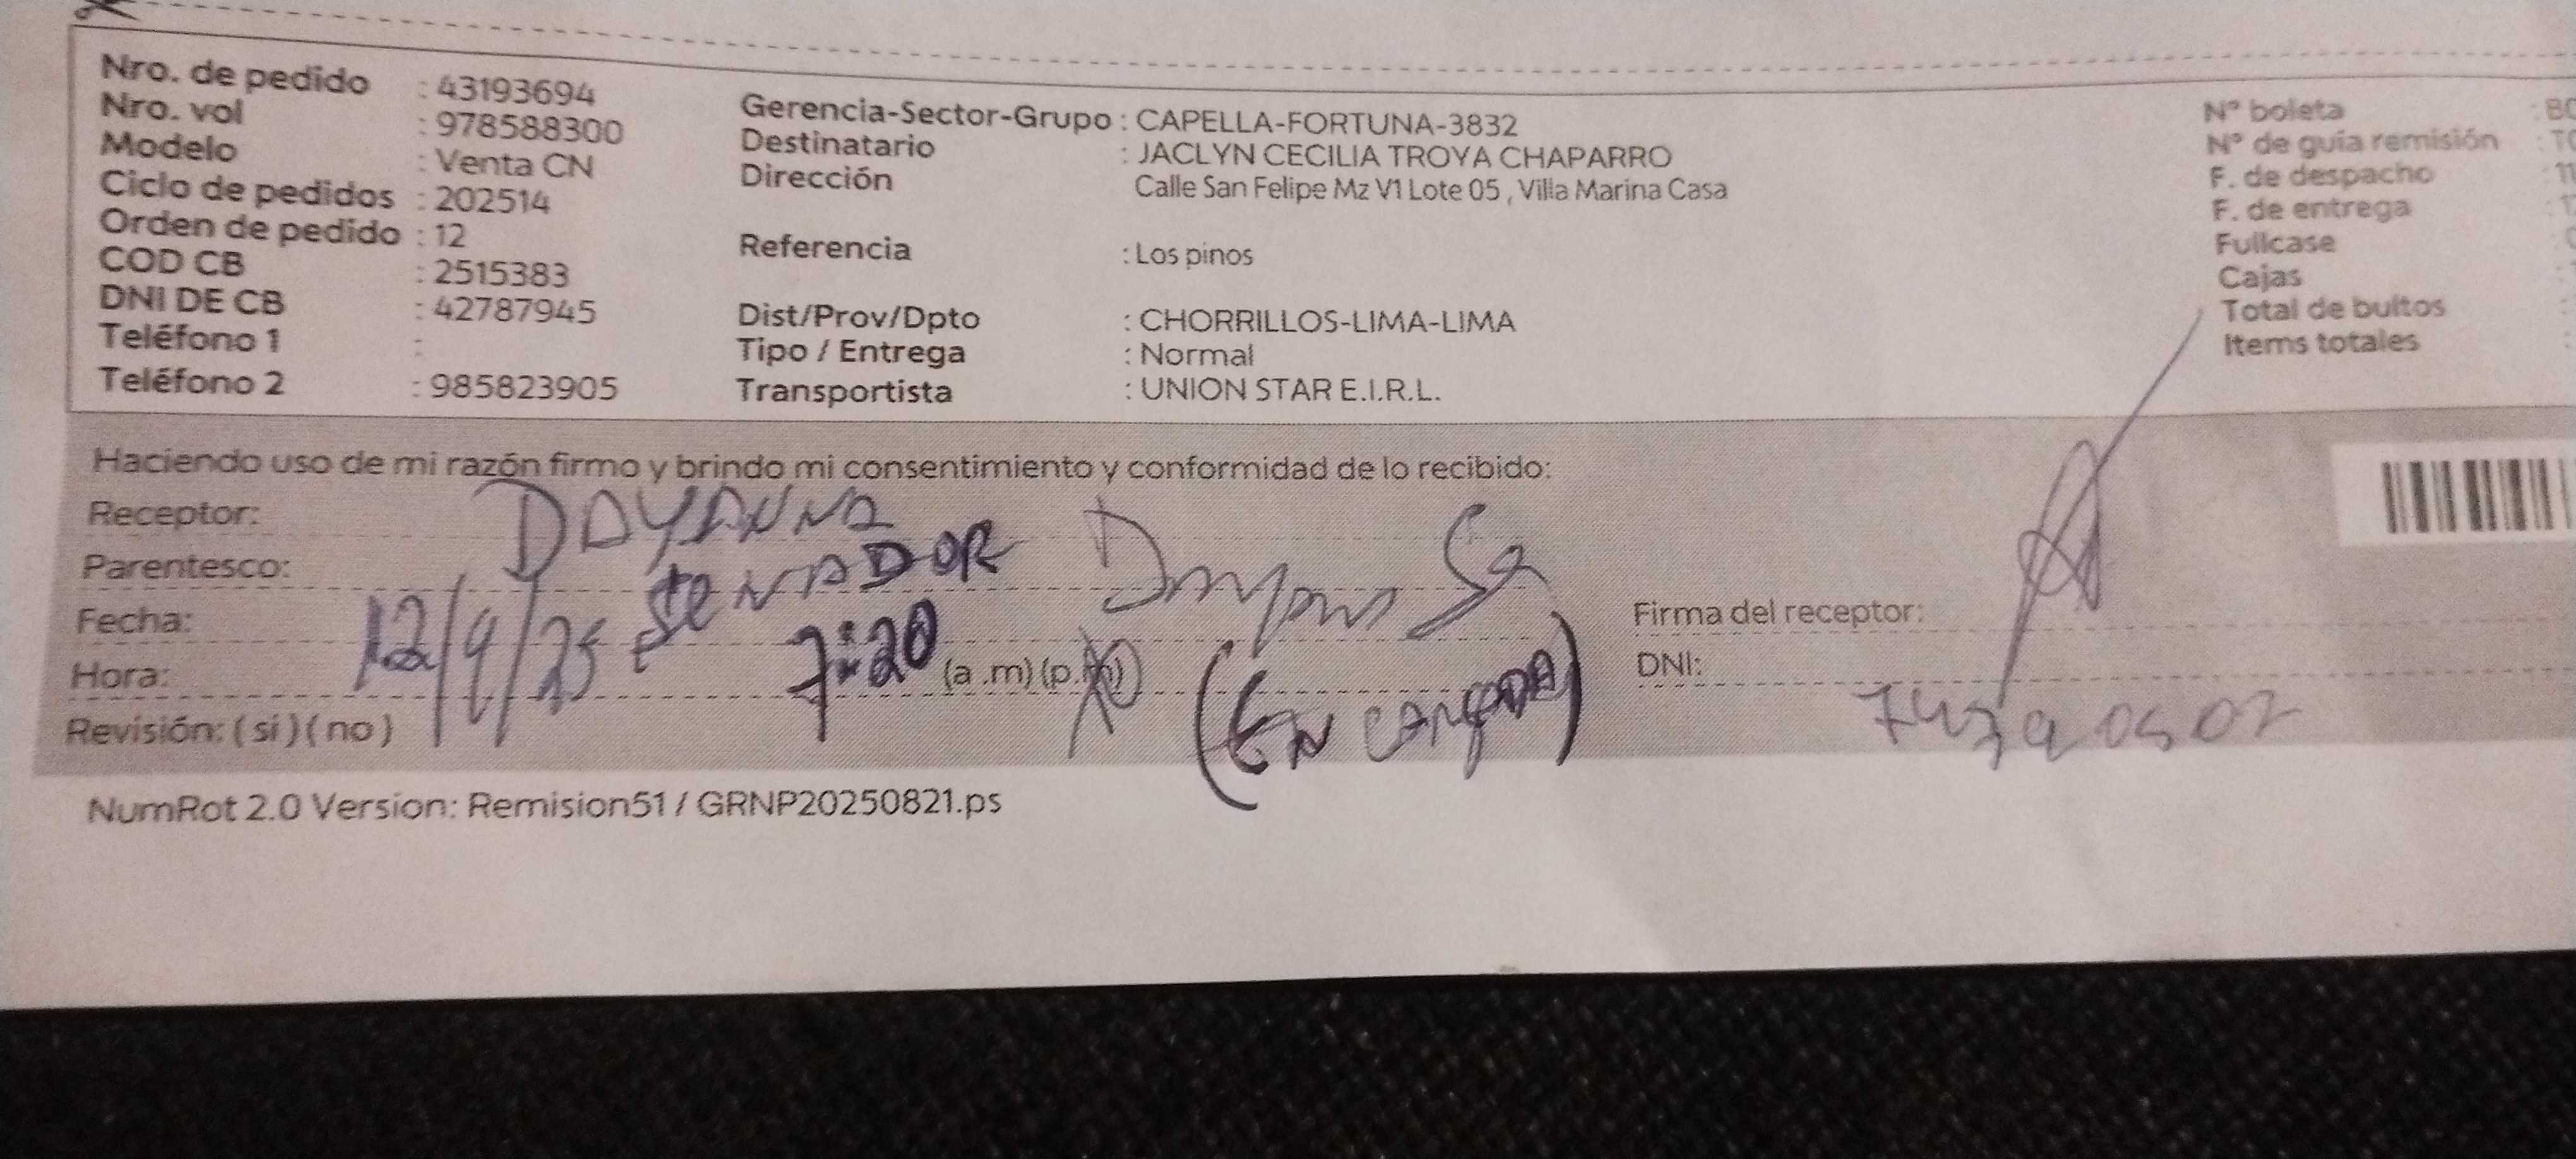 Nro. de pedido : 43193694
Nro. vol : 978588300
Modelo : Venta CN
Ciclo de pedidos : 202514
Orden de pedido : 12
COD CB : 2515383
DNI DE CB : 42787945
Teléfono 1 :
Teléfono 2 : 985823905
Gerencia-Sector-Grupo : CAPELLA-FORTUNA-3832
Destinatario : JACLYN CECILIA TROYA CHAPARRO
Dirección Calle San Felipe Mz V1 Lote 05 , Villa Marina Casa
Referencia : Los pinos
Dist/Prov/Dpto : CHORRILLOS-LIMA-LIMA
Tipo / Entrega : Normal
Transportista : UNION STAR E.I.R.L.
N° boleta
N° de guía remisión
F. de despacho
F. de entrega
Fullcase
Cajas
Total de bultos
Items totales
Haciendo uso de mi razón firmo y brindo mi consentimiento y conformidad de lo recibido:
Receptor: DAYANNA
Parentesco: SENADOR
Fecha: 12/9/25
Hora: 7:20 (a .m) (p.m)
(ENCARGADA)
Revisión: ( si ) ( no )
Firma del receptor:
DNI:
NumRot 2.0 Version: Remision51 / GRNP20250821.ps